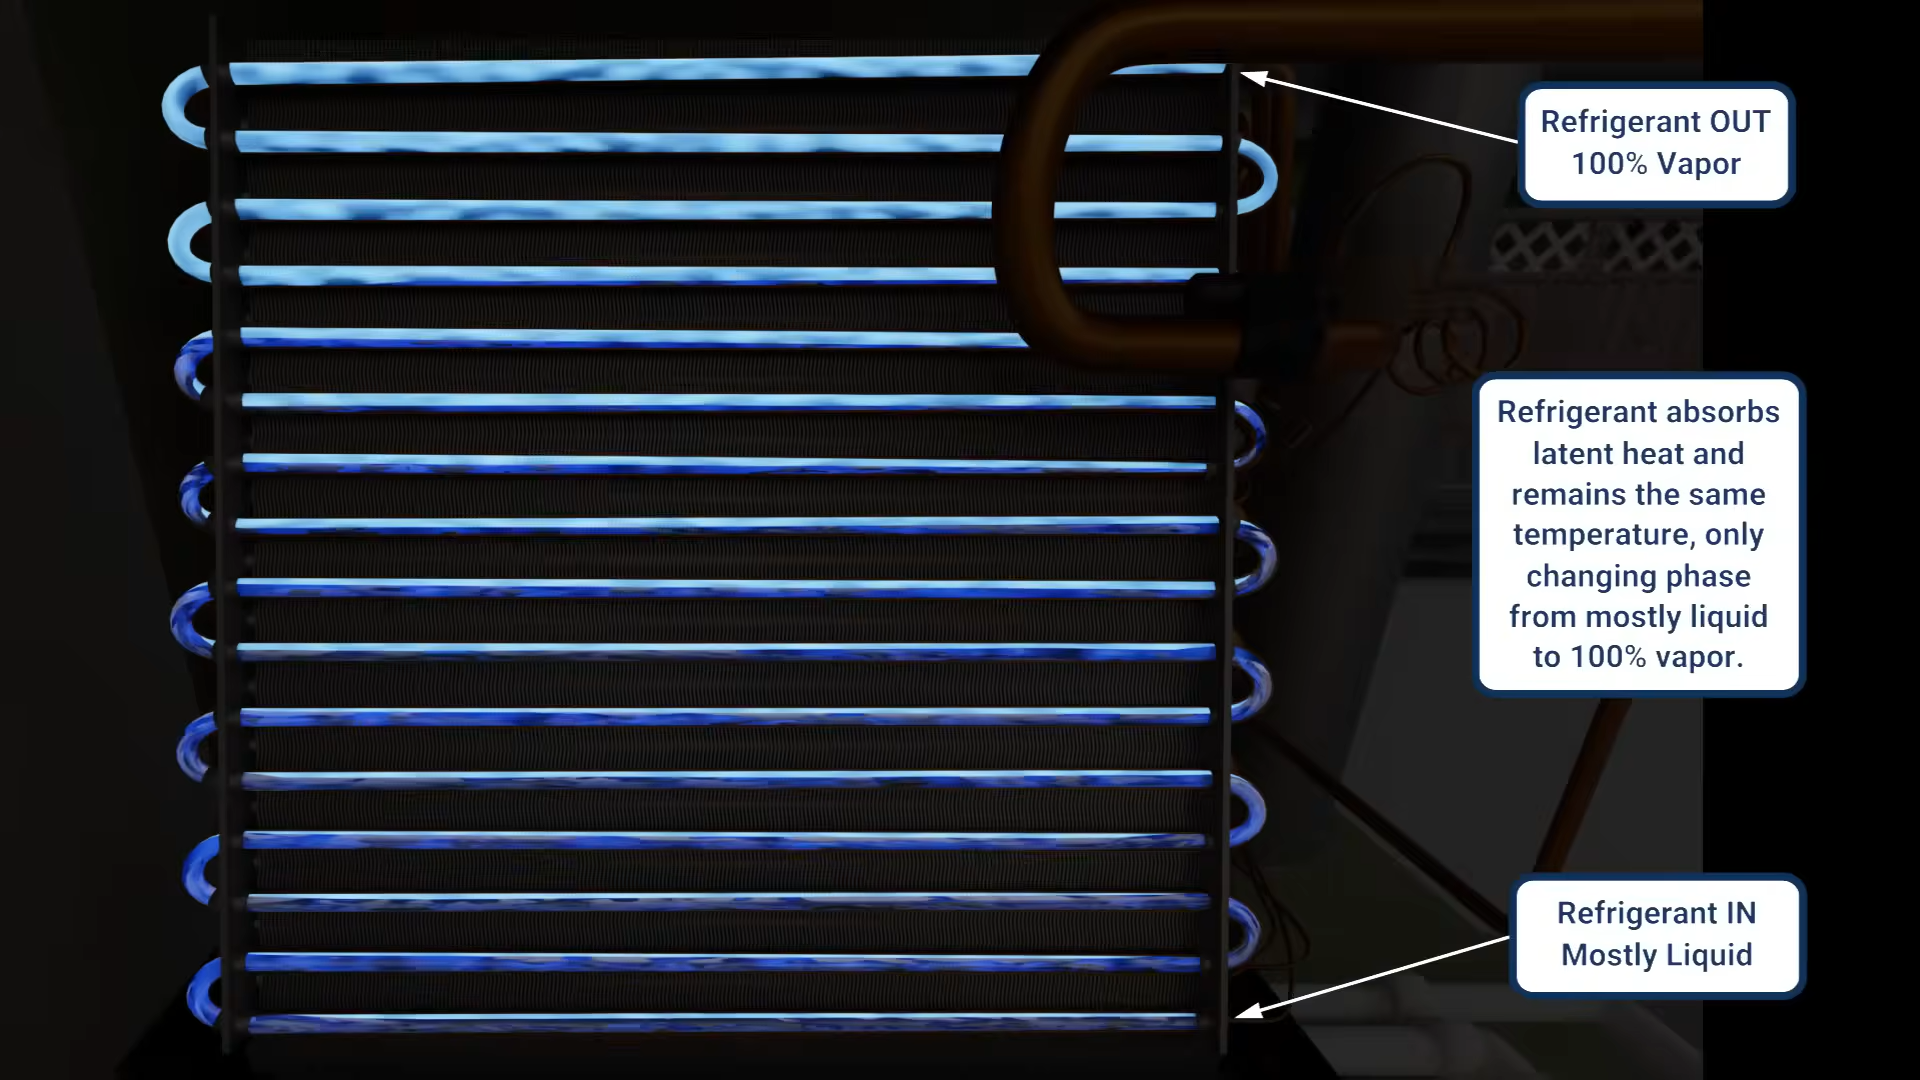 Refrigerant OUT
100% Vapor
Refrigerant absorbs
latent heat and
remains the same
temperature, only
changing phase
from mostly liquid
to 100% vapor.
Refrigerant IN
Mostly Liquid